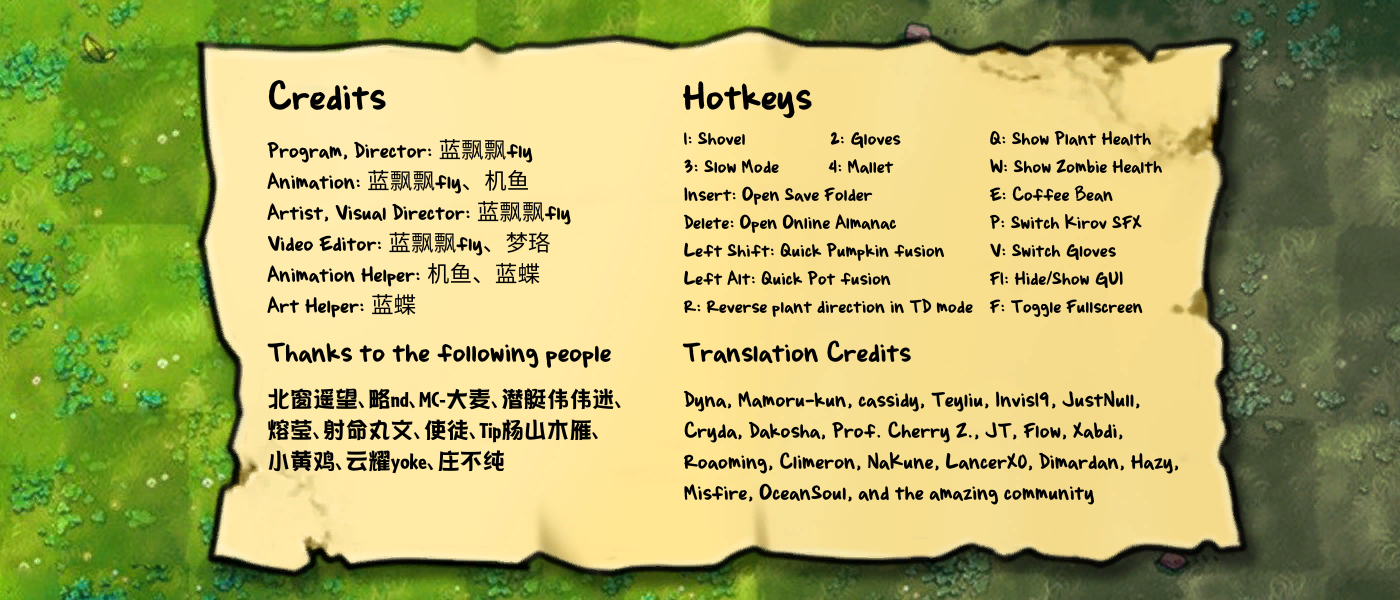 Credits
Program, Director: 蓝飘飘fly
Animation: 蓝飘飘fly、机鱼
Artist, Visual Director: 蓝飘飘fly
Video Editor: 蓝飘飘fly、梦珞
Animation Helper: 机鱼、蓝蝶
Art Helper: 蓝蝶
Thanks to the following people
北窗遥望、略nd、MC-大麦、潜艇伟伟迷、
熔莹、射命丸文、使徒、Tip杨山木雁、
小黄鸡、云耀yoke、庄不纯
Hotkeys
1: Shovel 2: Gloves Q: Show Plant Health
3: Slow Mode 4: Mallet W: Show Zombie Health
Insert: Open Save Folder E: Coffee Bean
Delete: Open Online Almanac P: Switch Kirov SFX
Left Shift: Quick Pumpkin fusion V: Switch Gloves
Left Alt: Quick Pot fusion F1: Hide/Show GUI
R: Reverse plant direction in TD mode F: Toggle Fullscreen
Translation Credits
Dyna, Mamoru-kun, cassidy, Teyliu, Invis19, JustNull,
Cryda, Dakosha, Prof. Cherry Z., JT, Flow, Xabdi,
Roaoming, Climeron, NaKune, LancerXO, Dimardan, Hazy,
Misfire, OceanSoul, and the amazing community